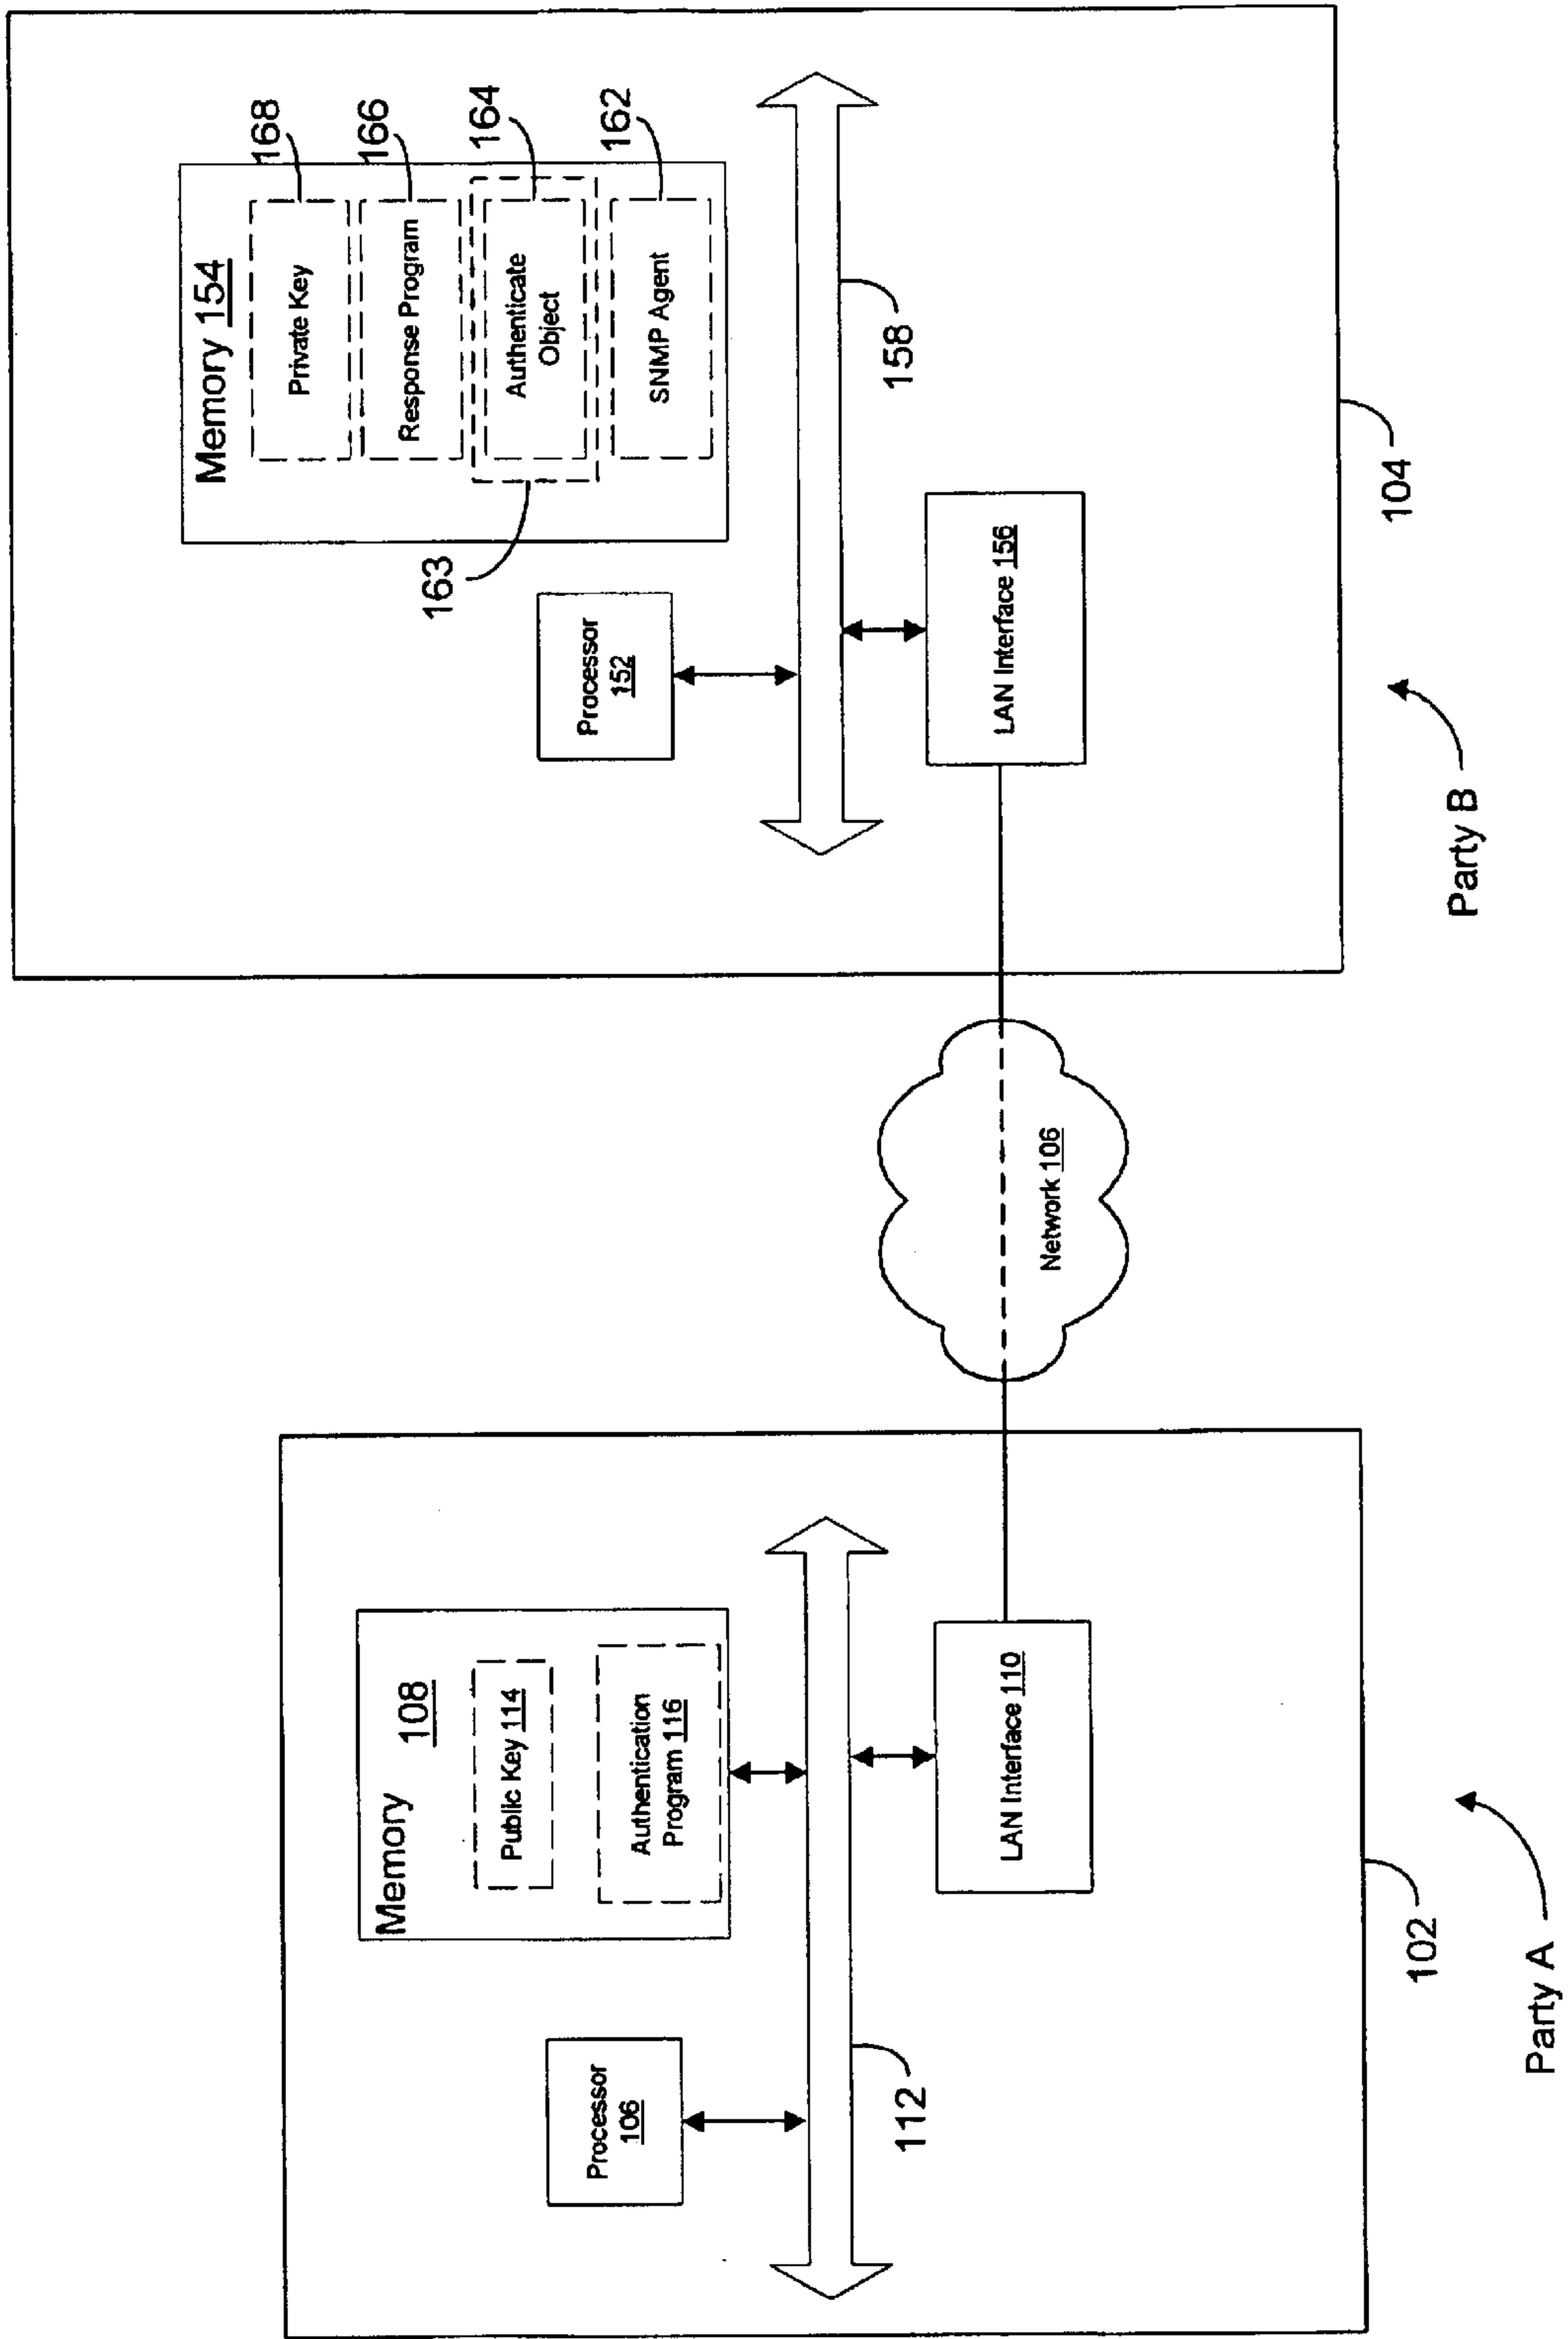 Memory
108
Public Key 114
Authentication
Program 116
Processor
106
112
LAN Interface 110
102
Party A
Network 106
Memory 154
Private Key
168
Response Program
166
Authenticate
Object
164
SNMP Agent
162
163
Processor
152
158
LAN Interface 156
104
Party B